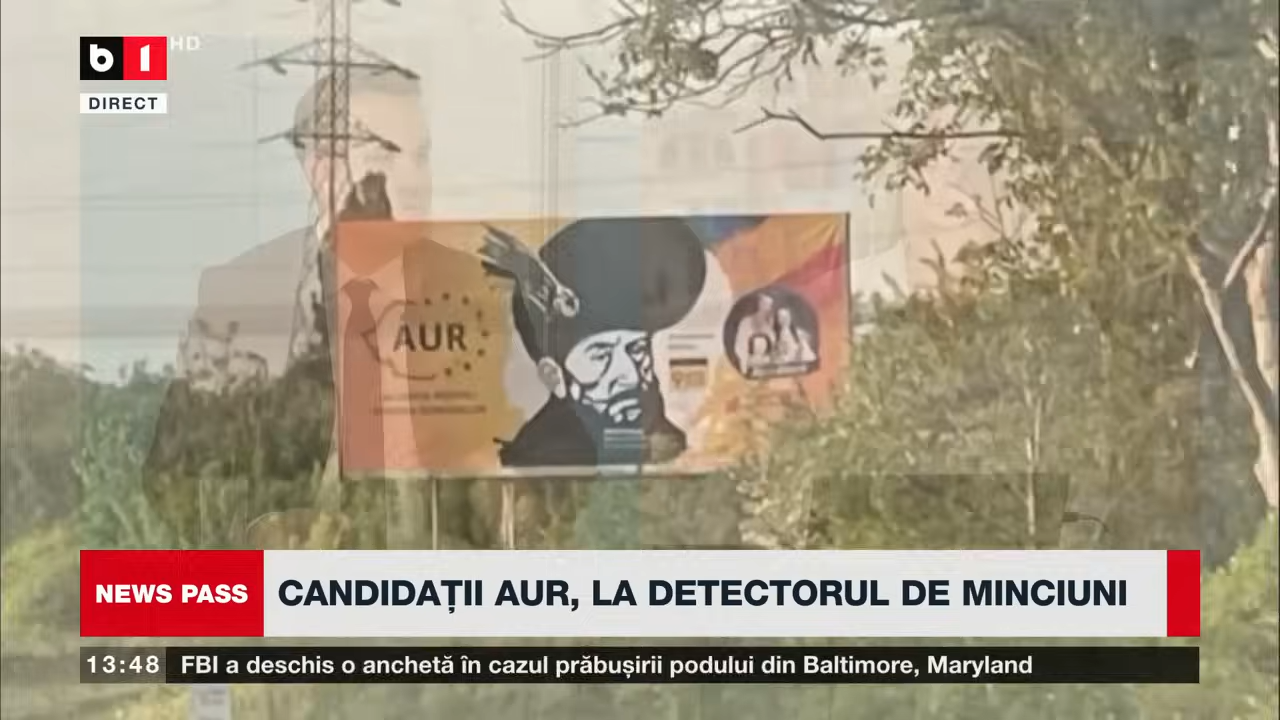 b1 HD
DIRECT
AUR
NEWS PASS
CANDIDAȚII AUR, LA DETECTORUL DE MINCIUNI
13:48 FBI a deschis o anchetă în cazul prăbușirii podului din Baltimore, Maryland